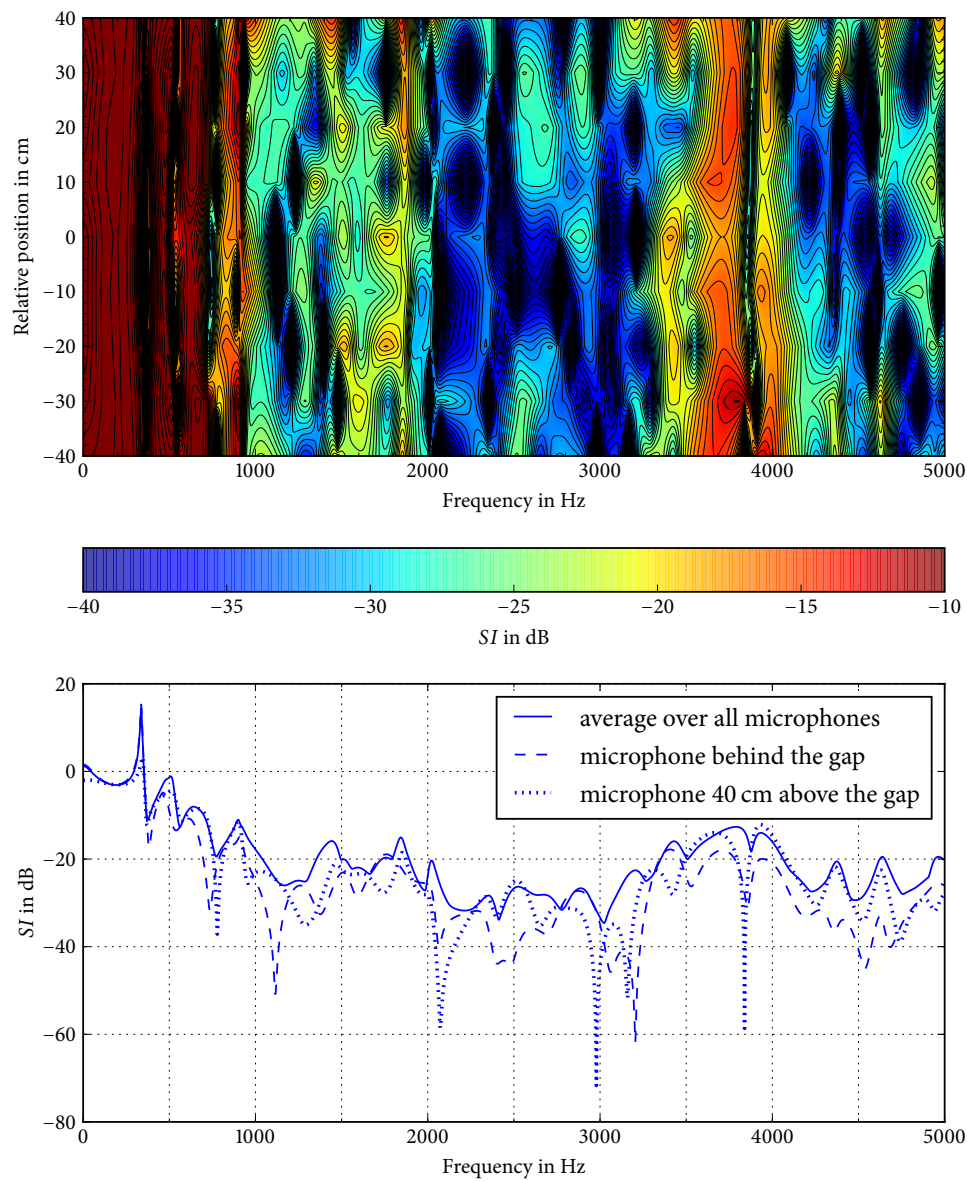 40
30
20
10
0
−10
−20
−30
−40
Relative position in cm
0 1000 2000 3000 4000 5000
Frequency in Hz
−40 −35 −30 −25 −20 −15 −10
SI in dB
20
0
−20
−40
−60
−80
SI in dB
average over all microphones
microphone behind the gap
microphone 40 cm above the gap
0 1000 2000 3000 4000 5000
Frequency in Hz